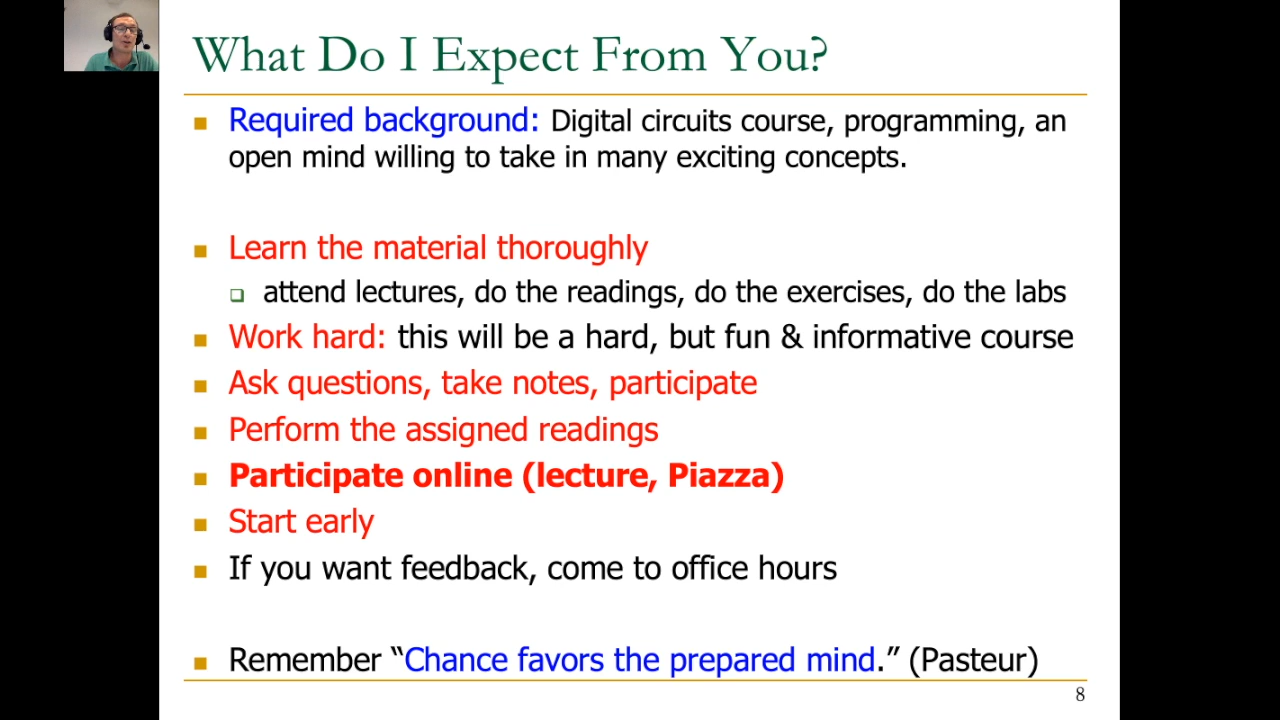 What Do I Expect From You?
Required background: Digital circuits course, programming, an
open mind willing to take in many exciting concepts.
Learn the material thoroughly
attend lectures, do the readings, do the exercises, do the labs
Work hard: this will be a hard, but fun & informative course
Ask questions, take notes, participate
Perform the assigned readings
Participate online (lecture, Piazza)
Start early
If you want feedback, come to office hours
Remember “Chance favors the prepared mind.” (Pasteur)
8